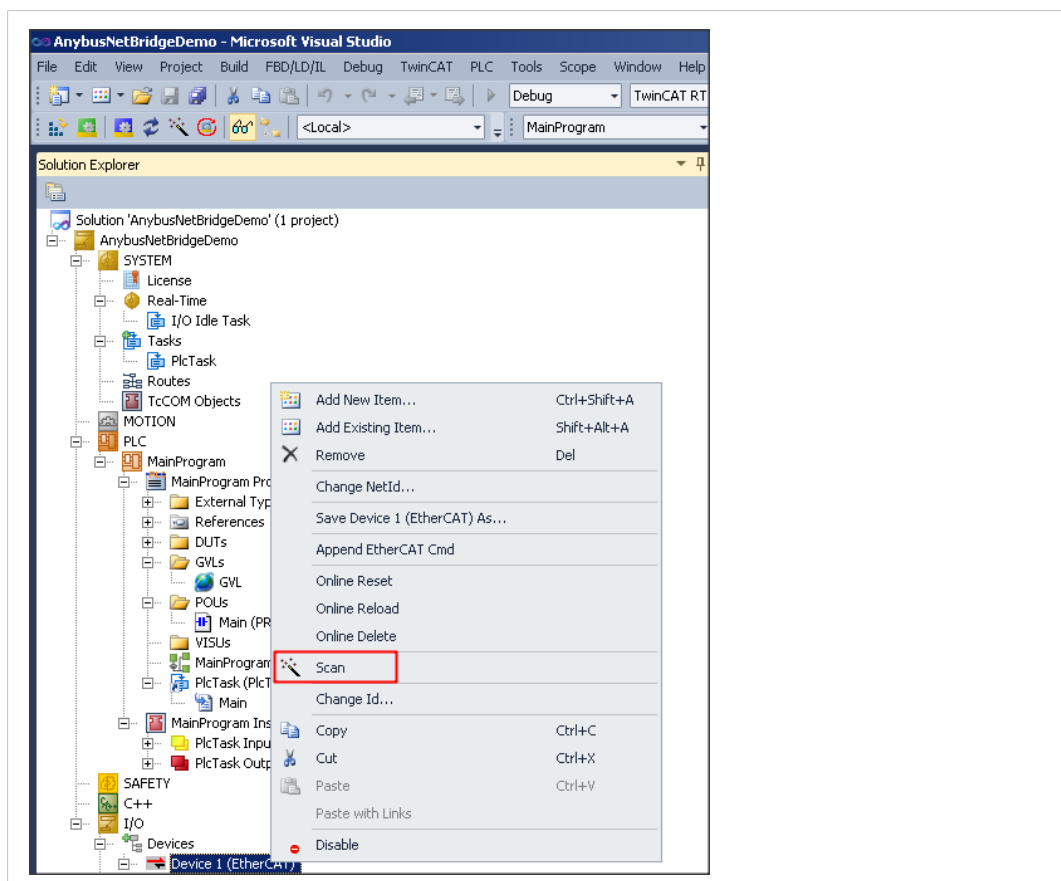 AnybusNetBridgeDemo - Microsoft Visual Studio
File Edit View Project Build FBD/LD/IL Debug TwinCAT PLC Tools Scope Window Help
Debug TwinCAT RT
<Local> MainProgram
Solution Explorer
Solution 'AnybusNetBridgeDemo' (1 project)
AnybusNetBridgeDemo
SYSTEM
License
Real-Time
I/O Idle Task
Tasks
PlcTask
Routes
TcCOM Objects
MOTION
PLC
MainProgram
MainProgram Pro
External Typ
References
DUTs
GVLs
GVL
POUs
Main (PR
VISUs
MainProgram
PlcTask (PlcT
Main
MainProgram Ins
PlcTask Inpu
PlcTask Outp
SAFETY
C++
I/O
Devices
Device 1 (EtherCAT)
Add New Item... Ctrl+Shift+A
Add Existing Item... Shift+Alt+A
Remove Del
Change NetId...
Save Device 1 (EtherCAT) As...
Append EtherCAT Cmd
Online Reset
Online Reload
Online Delete
Scan
Change Id...
Copy Ctrl+C
Cut Ctrl+X
Paste Ctrl+V
Paste with Links
Disable